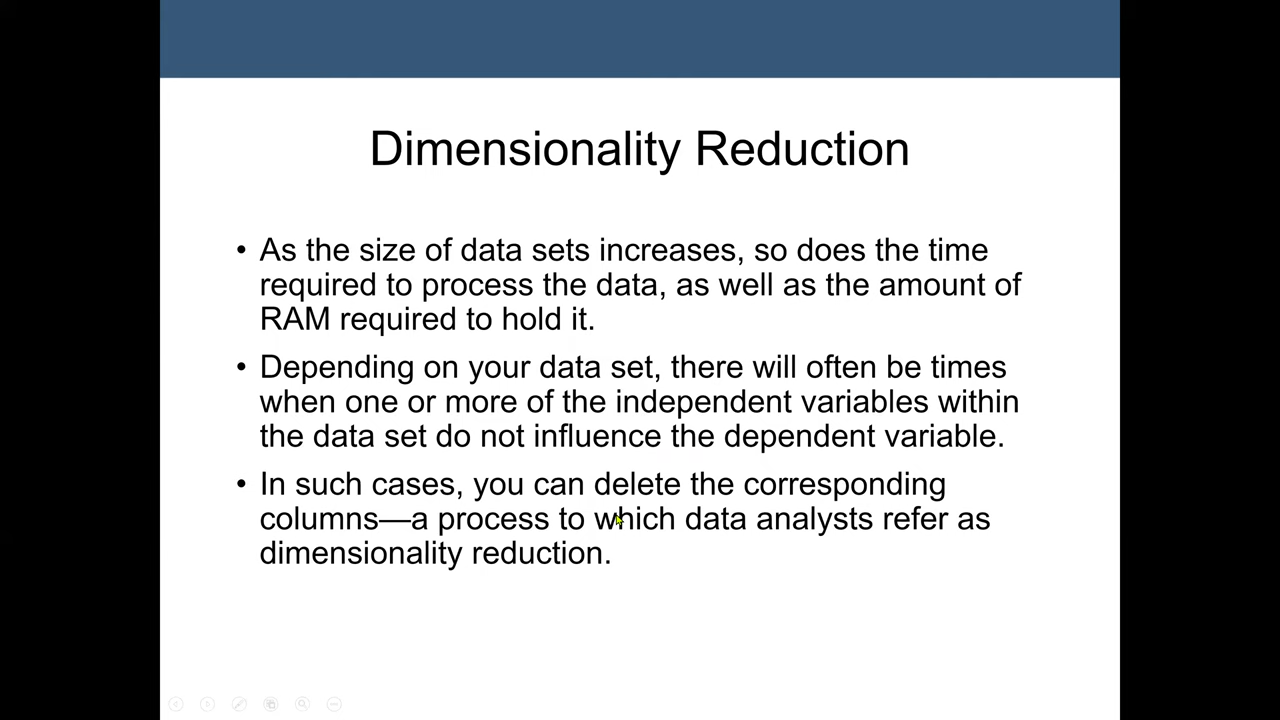 Dimensionality Reduction
• As the size of data sets increases, so does the time
required to process the data, as well as the amount of
RAM required to hold it.
• Depending on your data set, there will often be times
when one or more of the independent variables within
the data set do not influence the dependent variable.
• In such cases, you can delete the corresponding
columns—a process to which data analysts refer as
dimensionality reduction.